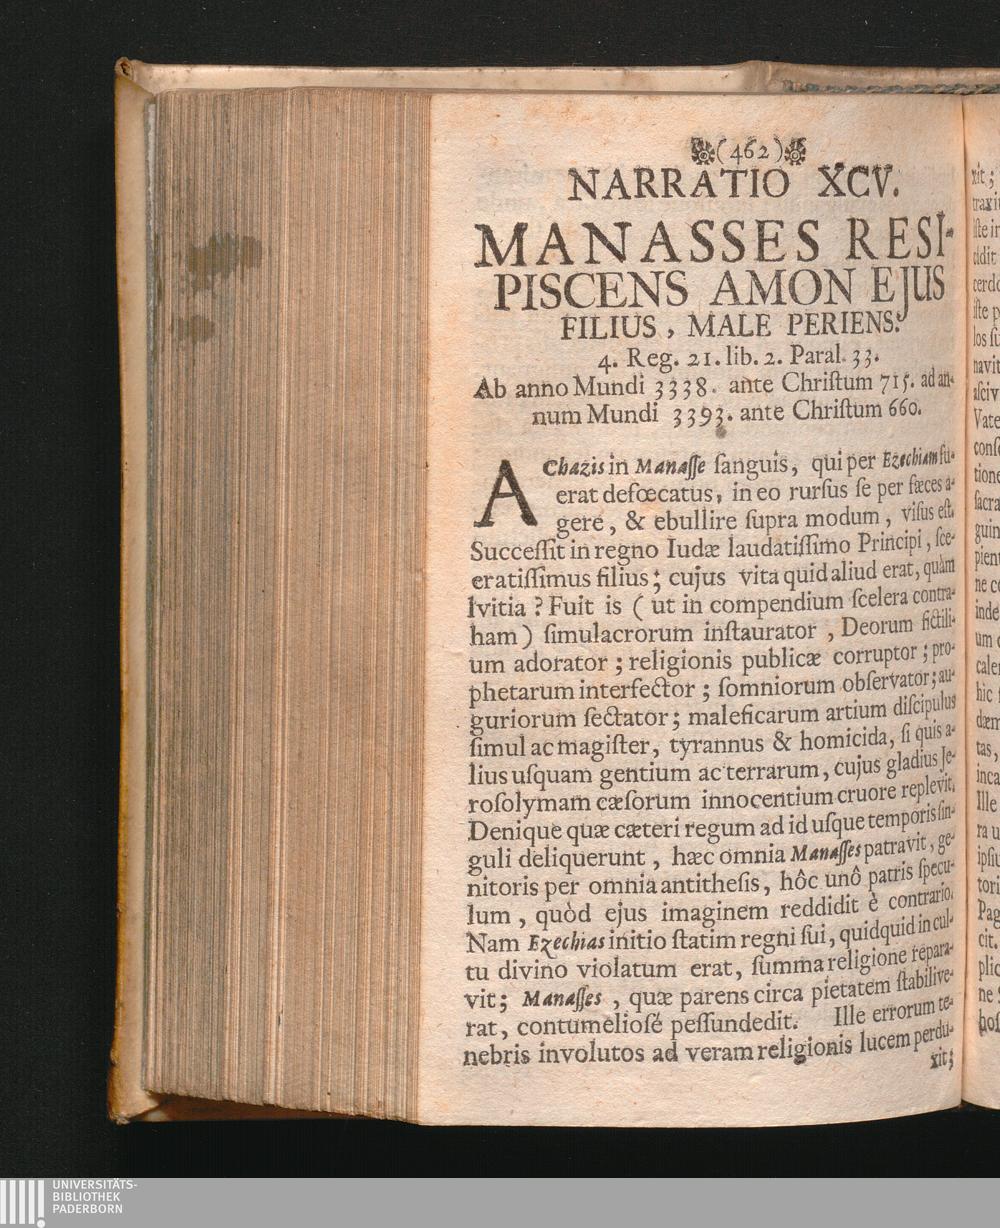 (462)
NARRATIO XCV.
MANASSES RESI-
PISCENS AMON EJUS
FILIUS, MALE PERIENS.
4. Reg. 21. lib. 2. Paral. 33.
Ab anno Mundi 3338. ante Chriſtum 715. ad an-
num Mundi 3393. ante Chriſtum 660.
AChazis in Manaſſe ſanguis, qui per Ezechiam fu-
erat defœcatus, in eo rurſus ſe per fæces a-
gere, & ebullire ſupra modum, viſus eſt.
Succeſſit in regno Iudæ laudatiſſimo Principi, ſce-
eratiſſimus filius; cujus vita quid aliud erat, quàm
lvitia? Fuit is (ut in compendium ſcelera contra-
ham) ſimulacrorum inſtaurator, Deorum fictili-
um adorator; religionis publicæ corruptor; pro-
phetarum interfector; ſomniorum obſervator; au-
guriorum ſectator; maleficarum artium diſcipulus
ſimul ac magiſter, tyrannus & homicida, ſi quis a-
lius uſquam gentium ac terrarum, cujus gladius Je-
roſolymam cæſorum innocentium cruore replevit.
Denique quæ cæteri regum ad id uſque temporis ſin-
guli deliquerunt, hæc omnia Manaſſes patravit, ge-
nitoris per omnia antitheſis, hôc unô patris ſpecu-
lum, quòd ejus imaginem reddidit è contrario.
Nam Ezechias initio ſtatim regni ſui, quidquid in cul-
tu divino violatum erat, ſumma religione repara-
vit; Manaſſes, quæ parens circa pietatem ſtabilive-
rat, contumelioſé peſſundedit. Ille errorum te-
nebris involutos ad veram religionis lucem perdu-
xit;
xit;
UNIVERSITÄTS-
BIBLIOTHEK
PADERBORN